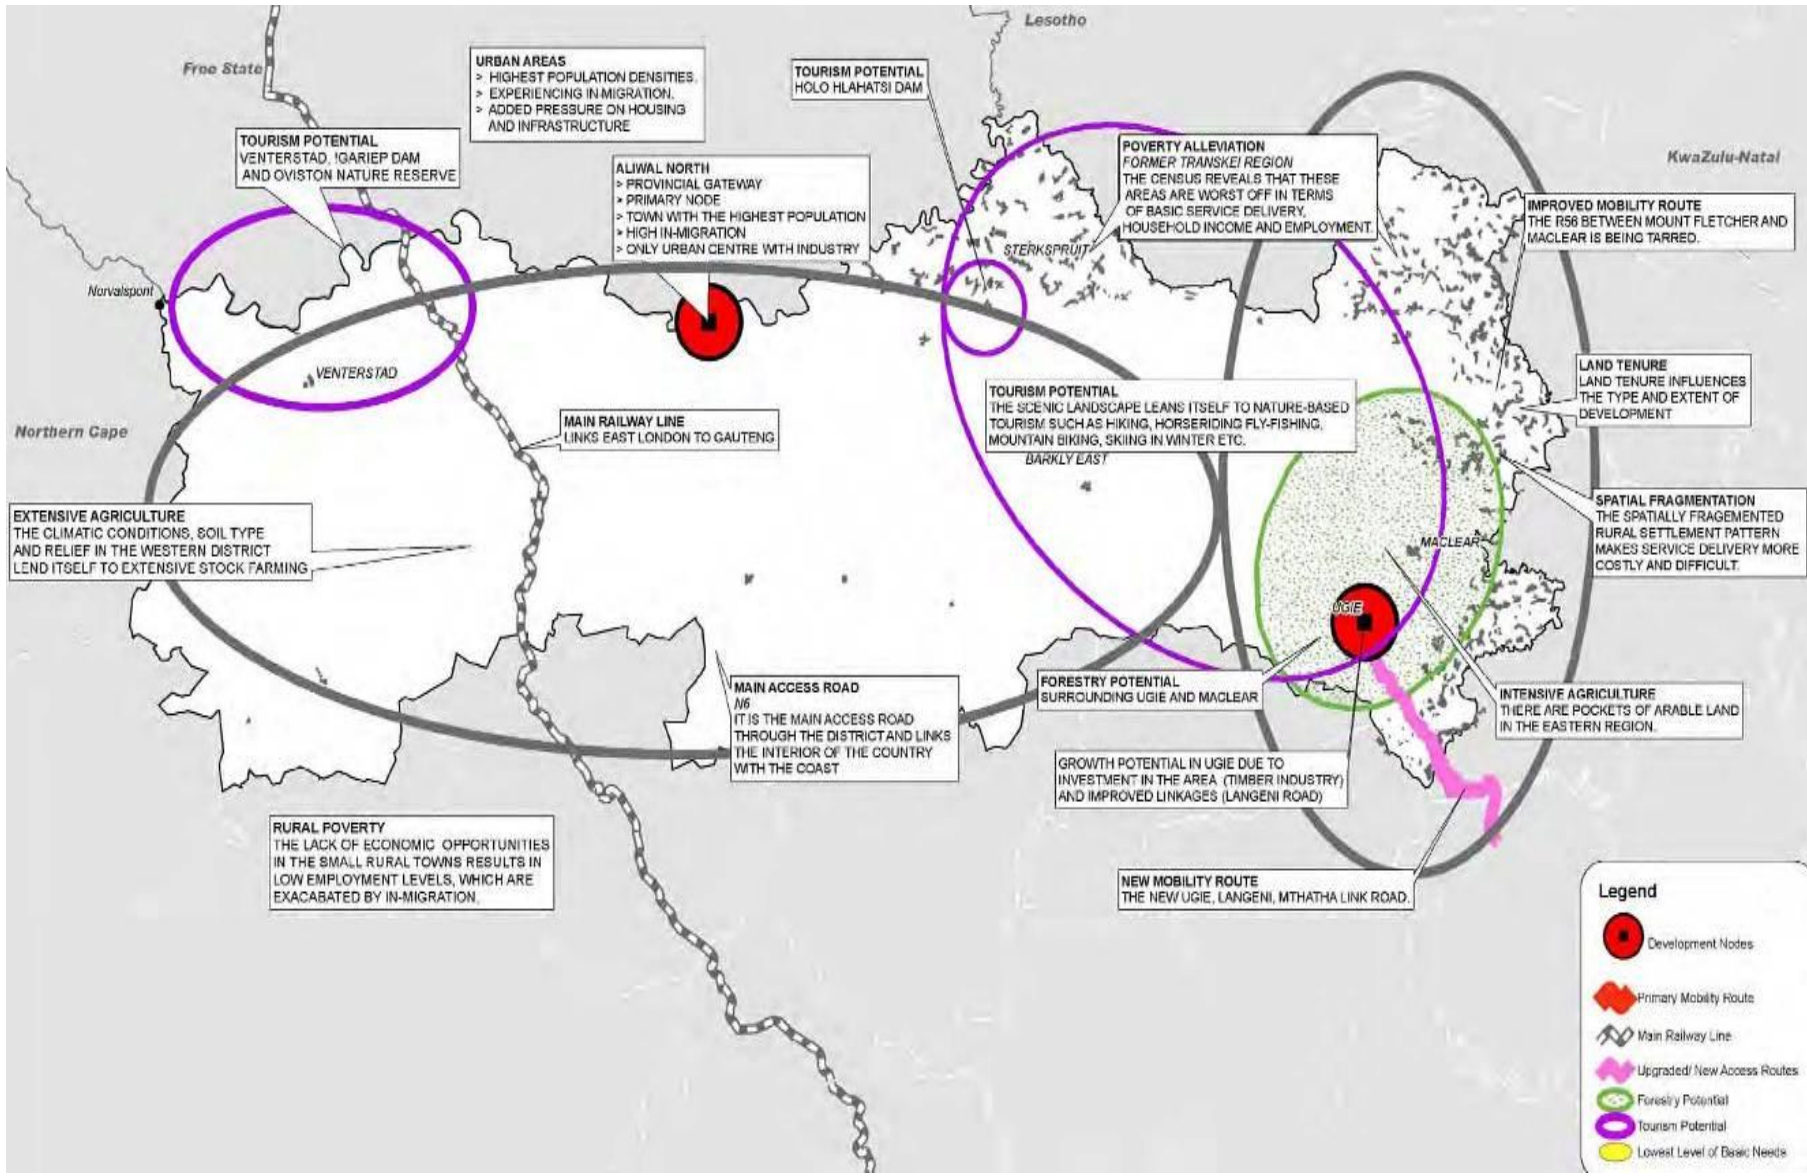 Lesotho
Free State
KwaZulu-Natal
Northern Cape
URBAN AREAS
> HIGHEST POPULATION DENSITIES.
> EXPERIENCING IN-MIGRATION.
> ADDED PRESSURE ON HOUSING
AND INFRASTRUCTURE
TOURISM POTENTIAL
HOLO HLAHATSI DAM
TOURISM POTENTIAL
VENTERSTAD, !GARIEP DAM
AND OVISTON NATURE RESERVE
ALIWAL NORTH
> PROVINCIAL GATEWAY
> PRIMARY NODE
> TOWN WITH THE HIGHEST POPULATION
> HIGH IN-MIGRATION
> ONLY URBAN CENTRE WITH INDUSTRY
POVERTY ALLEVIATION
FORMER TRANSKEI REGION
THE CENSUS REVEALS THAT THESE
AREAS ARE WORST OFF IN TERMS
OF BASIC SERVICE DELIVERY,
HOUSEHOLD INCOME AND EMPLOYMENT.
IMPROVED MOBILITY ROUTE
THE R56 BETWEEN MOUNT FLETCHER AND
MACLEAR IS BEING TARRED.
STERKSPRUIT
Norvalspont
VENTERSTAD
LAND TENURE
LAND TENURE INFLUENCES
THE TYPE AND EXTENT OF
DEVELOPMENT
TOURISM POTENTIAL
THE SCENIC LANDSCAPE LEANS ITSELF TO NATURE-BASED
TOURISM SUCH AS HIKING, HORSERIDING FLY-FISHING,
MOUNTAIN BIKING, SKIING IN WINTER ETC.
BARKLY EAST
MAIN RAILWAY LINE
LINKS EAST LONDON TO GAUTENG
EXTENSIVE AGRICULTURE
THE CLIMATIC CONDITIONS, SOIL TYPE
AND RELIEF IN THE WESTERN DISTRICT
LEND ITSELF TO EXTENSIVE STOCK FARMING
SPATIAL FRAGMENTATION
THE SPATIALLY FRAGEMENTED
RURAL SETTLEMENT PATTERN
MAKES SERVICE DELIVERY MORE
COSTLY AND DIFFICULT.
MACLEAR
UGIE
MAIN ACCESS ROAD
N6
IT IS THE MAIN ACCESS ROAD
THROUGH THE DISTRICT AND LINKS
THE INTERIOR OF THE COUNTRY
WITH THE COAST
FORESTRY POTENTIAL
SURROUNDING UGIE AND MACLEAR
INTENSIVE AGRICULTURE
THERE ARE POCKETS OF ARABLE LAND
IN THE EASTERN REGION.
GROWTH POTENTIAL IN UGIE DUE TO
INVESTMENT IN THE AREA (TIMBER INDUSTRY)
AND IMPROVED LINKAGES (LANGENI ROAD)
RURAL POVERTY
THE LACK OF ECONOMIC OPPORTUNITIES
IN THE SMALL RURAL TOWNS RESULTS IN
LOW EMPLOYMENT LEVELS, WHICH ARE
EXACABATED BY IN-MIGRATION.
NEW MOBILITY ROUTE
THE NEW UGIE, LANGENI, MTHATHA LINK ROAD.
Legend
Development Nodes
Primary Mobility Route
Main Railway Line
Upgraded/ New Access Routes
Forestry Potential
Tourism Potential
Lowest Level of Basic Needs